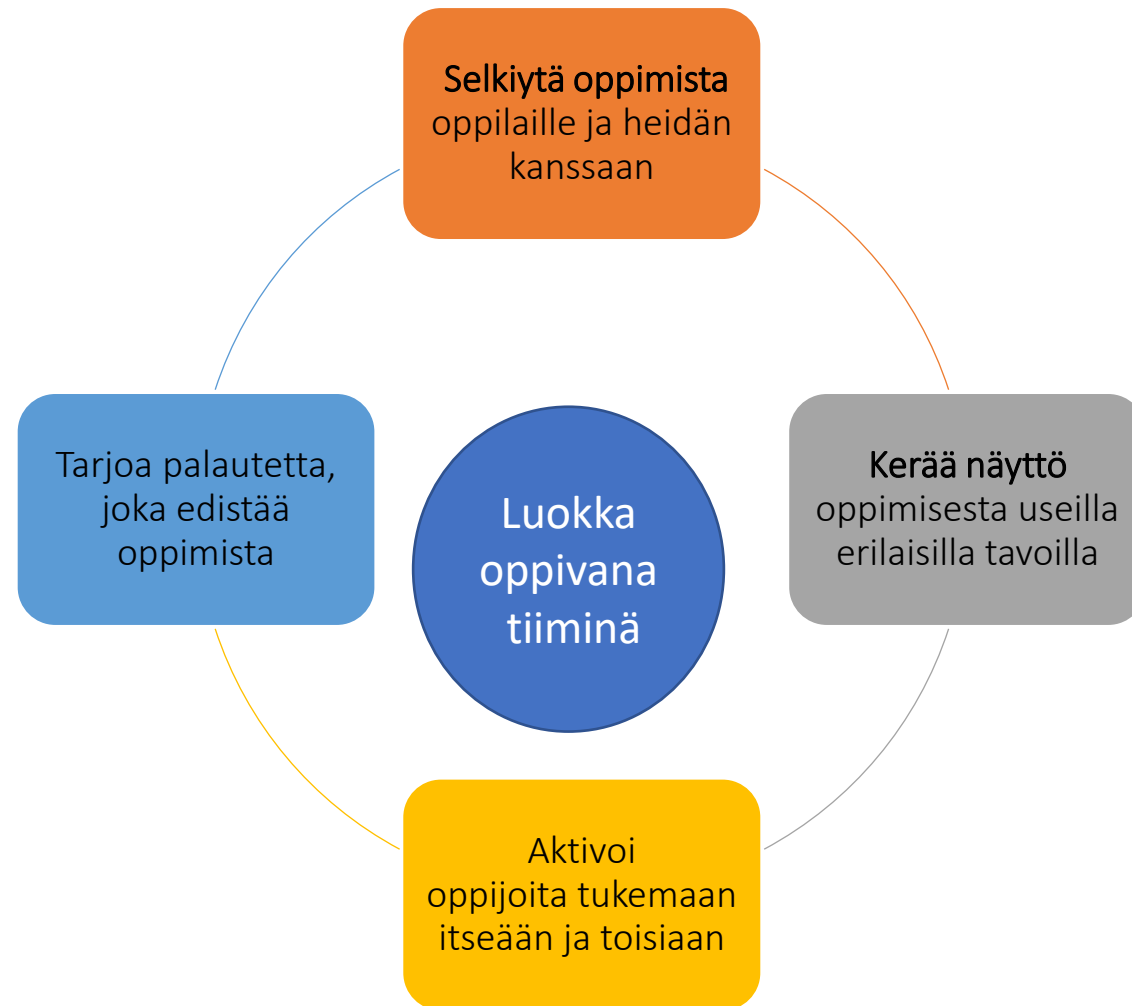 Selkiytä oppimista
oppilaille ja heidän
kanssaan
Tarjoa palautetta,
joka edistää
oppimista
Luokka
oppivana
tiiminä
Kerää näyttö
oppimisesta useilla
erilaisilla tavoilla
Aktivoi
oppijoita tukemaan
itseään ja toisiaan